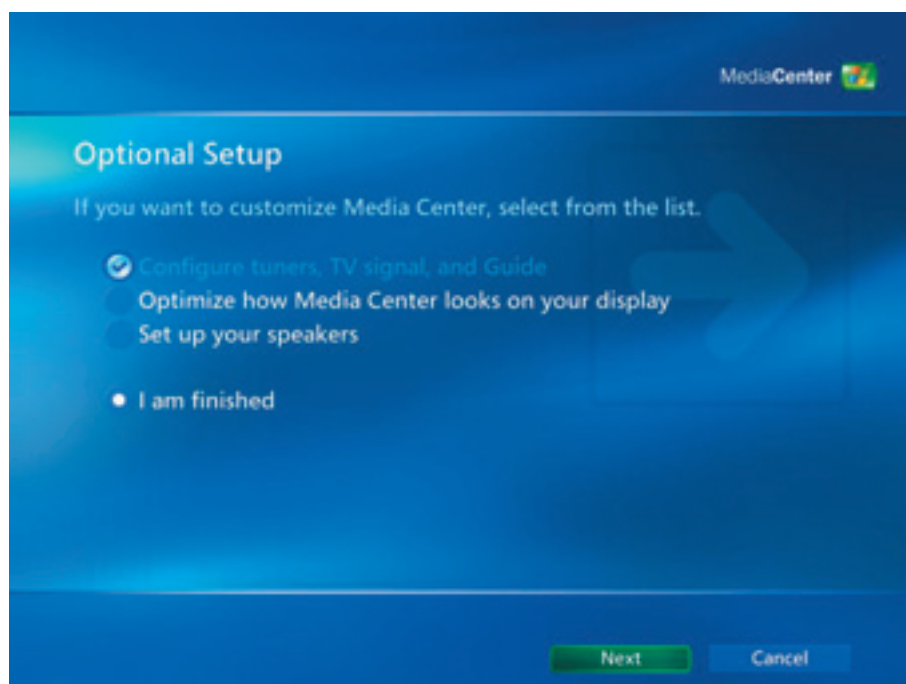 MediaCenter
Optional Setup
If you want to customize Media Center, select from the list.
Configure tuners, TV signal, and Guide
Optimize how Media Center looks on your display
Set up your speakers
I am finished
Next
Cancel